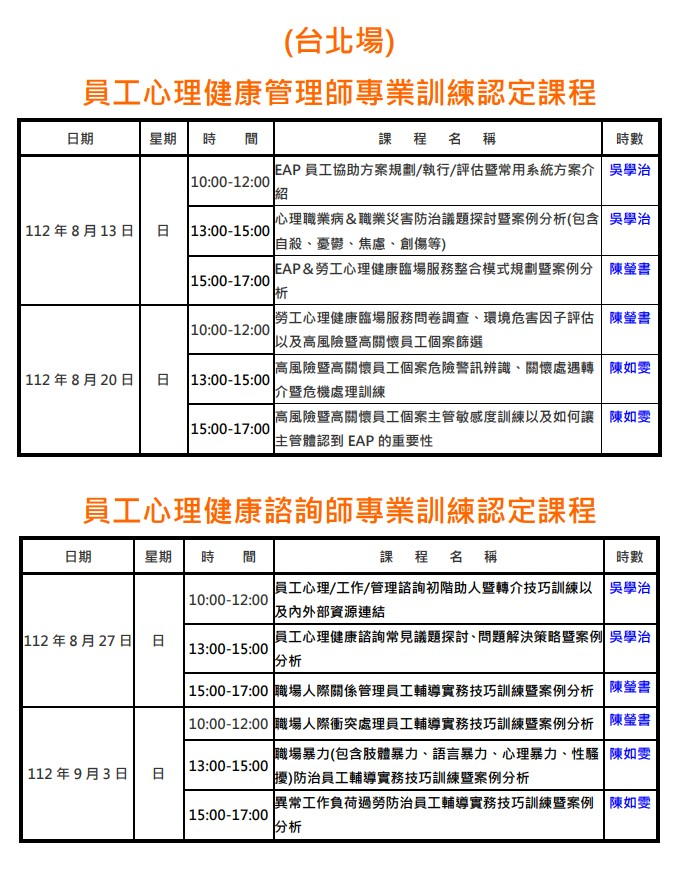 (台北場)
員工心理健康管理師專業訓練認定課程
日期 星期 時 間 課 程 名 稱 時數
112 年 8 月 13 日 日
10:00-12:00 EAP 員工協助方案規劃/執行/評估暨常用系統方案介 吳學治
紹
13:00-15:00 心理職業病&職業災害防治議題探討暨案例分析(包含 吳學治
自殺、憂鬱、焦慮、創傷等)
15:00-17:00 EAP&勞工心理健康臨場服務整合模式規劃暨案例分 陳瑩書
析
112 年 8 月 20 日 日
10:00-12:00 勞工心理健康臨場服務問卷調查、環境危害因子評估 陳瑩書
以及高風險暨高關懷員工個案篩選
13:00-15:00 高風險暨高關懷員工個案危險警訊辨識、關懷處遇轉 陳如雯
介暨危機處理訓練
15:00-17:00 高風險暨高關懷員工個案主管敏感度訓練以及如何讓 陳如雯
主管體認到 EAP 的重要性
員工心理健康諮詢師專業訓練認定課程
日期 星期 時 間 課 程 名 稱 時數
112 年 8 月 27 日 日
10:00-12:00 員工心理/工作/管理諮詢初階助人暨轉介技巧訓練以 吳學治
及內外部資源連結
13:00-15:00 員工心理健康諮詢常見議題探討、問題解決策略暨案例 吳學治
分析
15:00-17:00 職場人際關係管理員工輔導實務技巧訓練暨案例分析 陳瑩書
112 年 9 月 3 日 日
10:00-12:00 職場人際衝突處理員工輔導實務技巧訓練暨案例分析 陳瑩書
13:00-15:00 職場暴力(包含肢體暴力、語言暴力、心理暴力、性騷 陳如雯
擾)防治員工輔導實務技巧訓練暨案例分析
15:00-17:00 異常工作負荷過勞防治員工輔導實務技巧訓練暨案例 陳如雯
分析